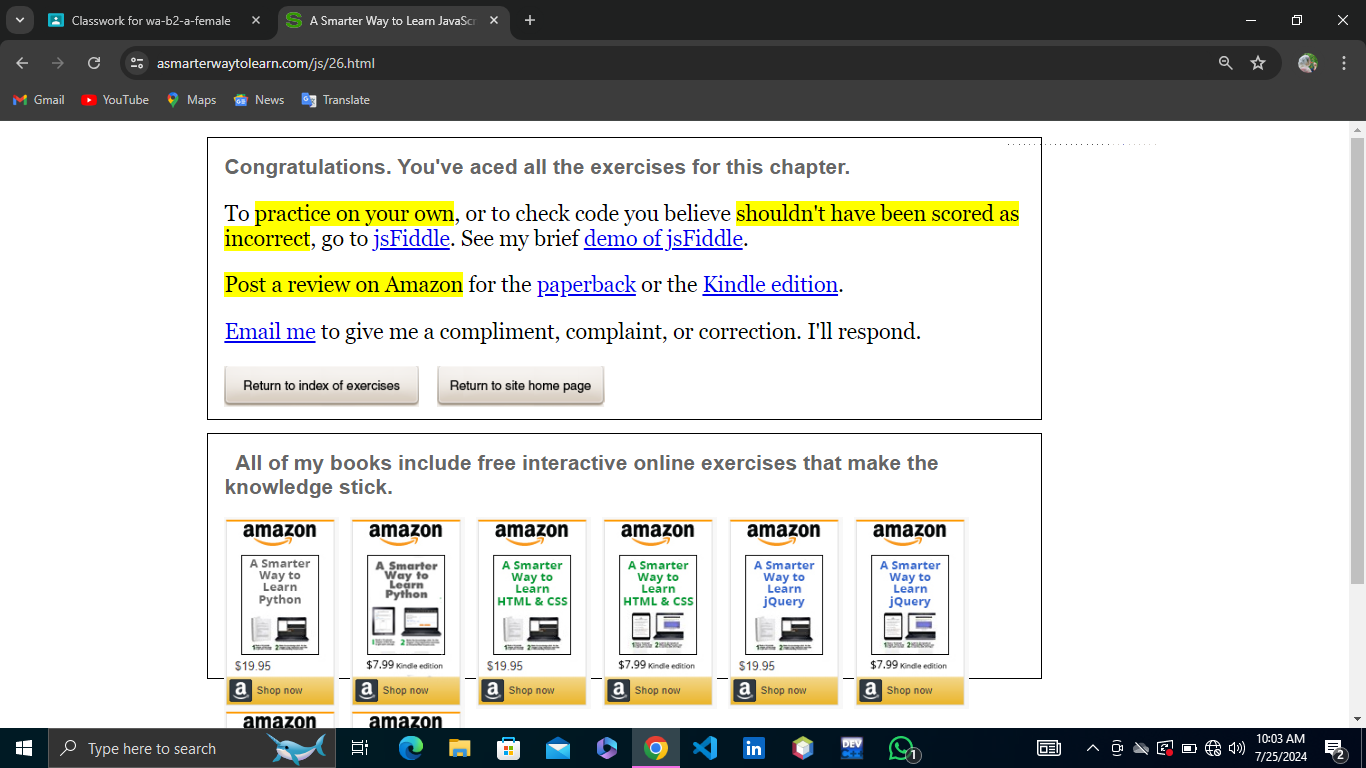 Classwork for wa-b2-a-female
A Smarter Way to Learn JavaScr
asmarterwaytolearn.com/js/26.html
Gmail YouTube Maps News Translate
Congratulations. You've aced all the exercises for this chapter.
To practice on your own, or to check code you believe shouldn't have been scored as
incorrect, go to jsFiddle. See my brief demo of jsFiddle.
Post a review on Amazon for the paperback or the Kindle edition.
Email me to give me a compliment, complaint, or correction. I'll respond.
Return to index of exercises Return to site home page
All of my books include free interactive online exercises that make the
knowledge stick.
amazon amazon amazon amazon amazon amazon
A Smarter A Smarter A Smarter A Smarter A Smarter A Smarter
Way to Way to Way to Way to Way to Way to
Learn Learn Learn Learn Learn Learn
Python Python HTML & CSS HTML & CSS jQuery jQuery
$19.95 $7.99 Kindle edition $19.95 $7.99 Kindle edition $19.95 $7.99 Kindle edition
a Shop now a Shop now a Shop now a Shop now a Shop now a Shop now
amazon amazon
Type here to search
DEV
1
10:03 AM
7/25/2024
2